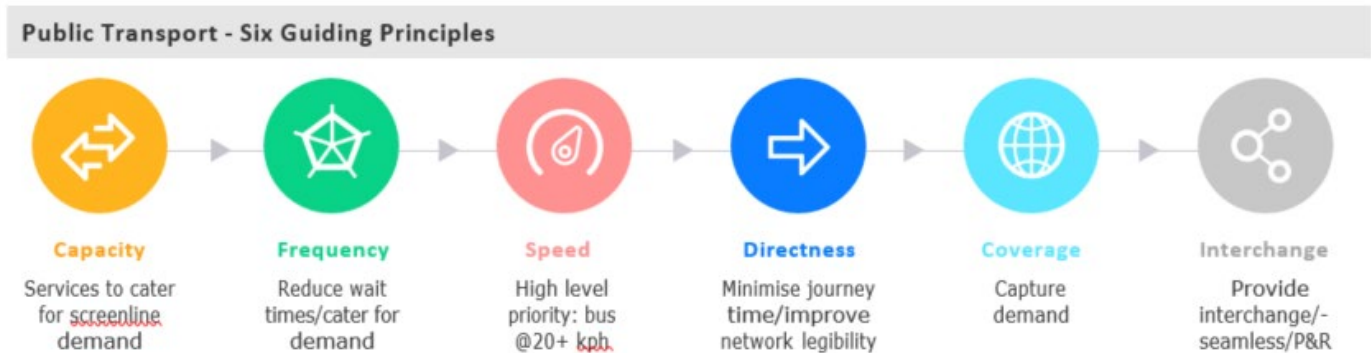 Public Transport - Six Guiding Principles
Capacity
Services to cater
for screenline
demand
Frequency
Reduce wait
times/cater for
demand
Speed
High level
priority: bus
@20+ kph
Directness
Minimise journey
time/improve
network legibility
Coverage
Capture
demand
Interchange
Provide
interchange/-
seamless/P&R